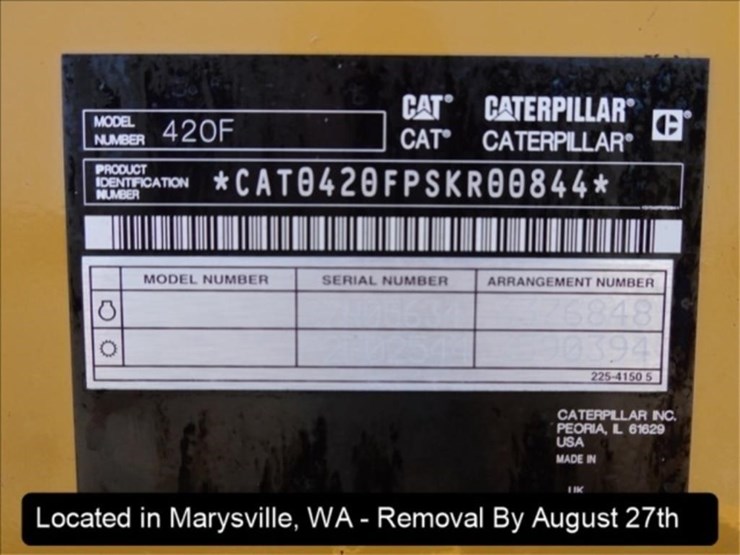 MODEL NUMBER 420F
CAT® CATERPILLAR®
CAT® CATERPILLAR®
PRODUCT IDENTIFICATION NUMBER *CAT0420FPSKR00844*
MODEL NUMBER SERIAL NUMBER ARRANGEMENT NUMBER
225-4150 5
CATERPILLAR INC.
PEORIA, IL 61629
USA
MADE IN
UK
Located in Marysville, WA - Removal By August 27th